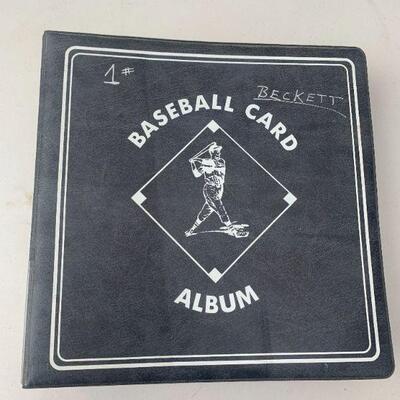 1#
BECKETT
BASEBALL CARD
ALBUM